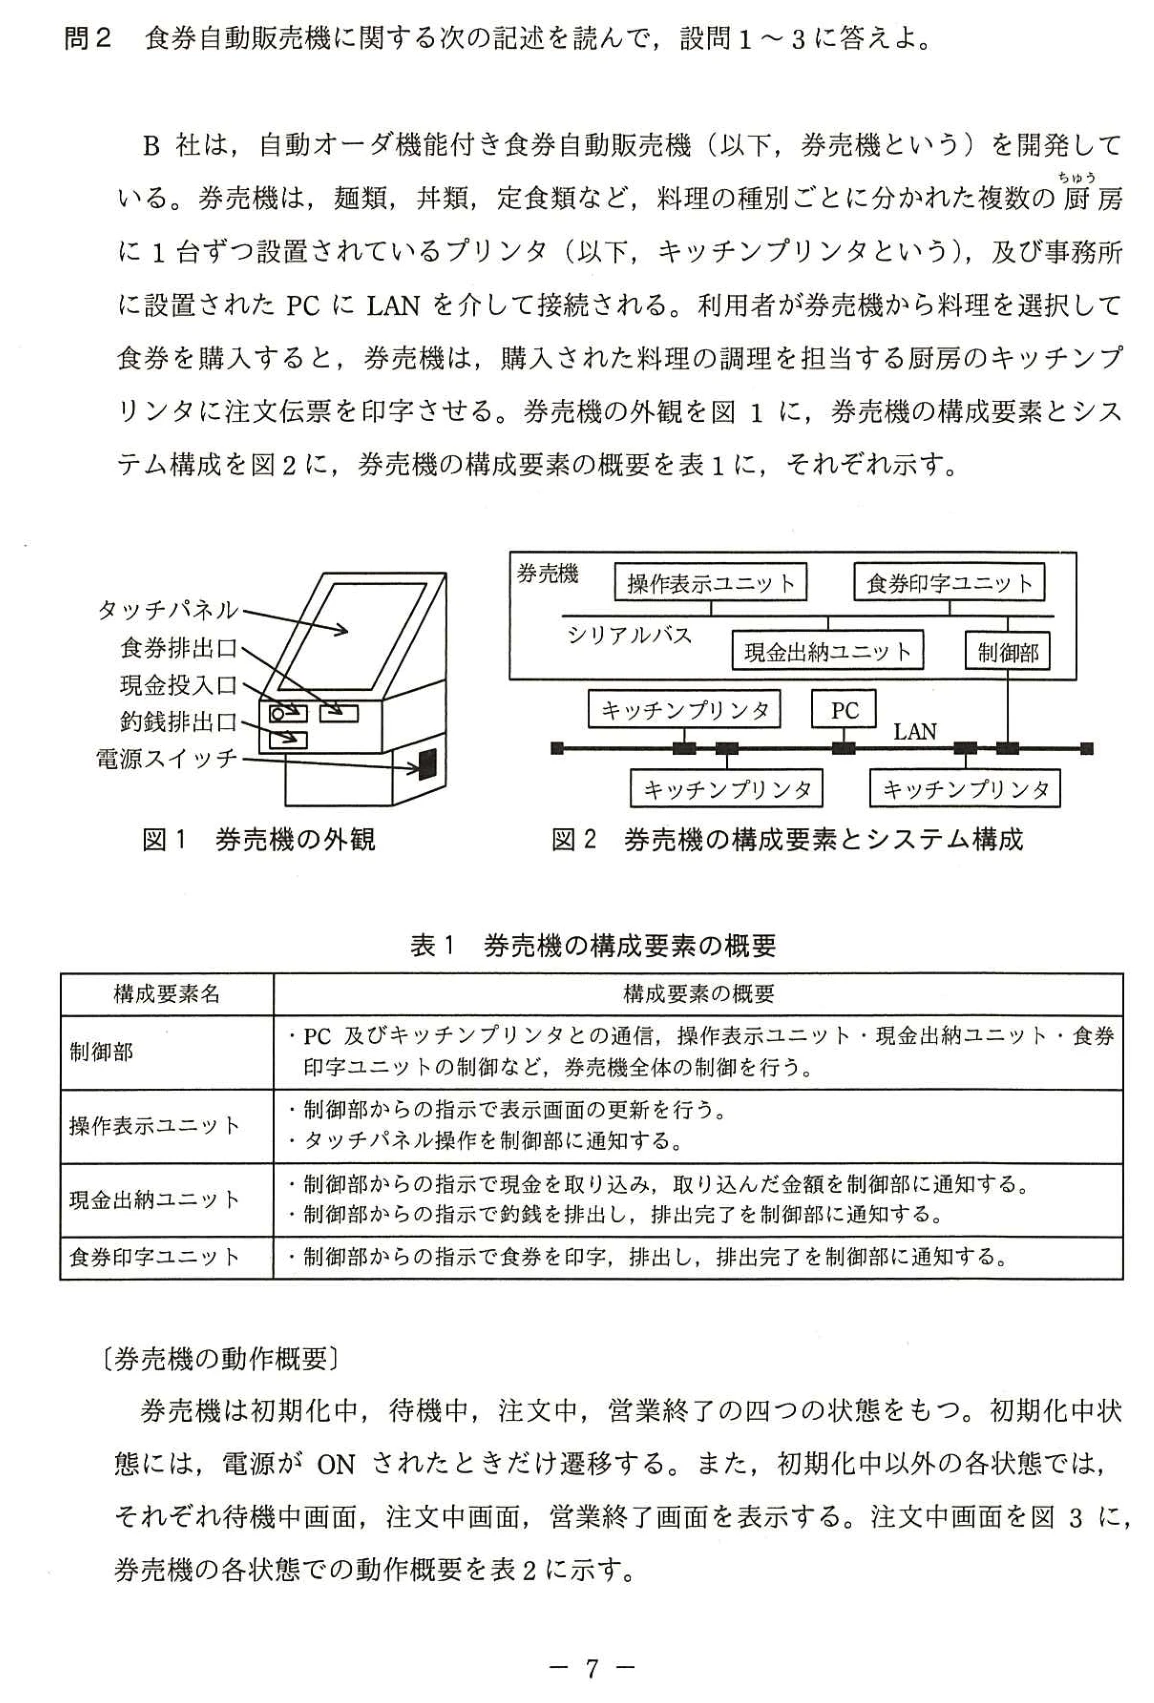 問2 食券自動販売機に関する次の記述を読んで，設問1～3に答えよ。
B 社は，自動オーダ機能付き食券自動販売機（以下，券売機という）を開発して
いる。券売機は，麺類，丼類，定食類など，料理の種別ごとに分かれた複数の厨房
ちゅう
に1台ずつ設置されているプリンタ（以下，キッチンプリンタという），及び事務所
に設置された PC に LAN を介して接続される。利用者が券売機から料理を選択して
食券を購入すると，券売機は，購入された料理の調理を担当する厨房のキッチンプ
リンタに注文伝票を印字させる。券売機の外観を図 1 に，券売機の構成要素とシス
テム構成を図2に，券売機の構成要素の概要を表1に，それぞれ示す。
タッチパネル
食券排出口
現金投入口
釣銭排出口
電源スイッチ
図1 券売機の外観
券売機
操作表示ユニット
食券印字ユニット
シリアルバス
現金出納ユニット
制御部
キッチンプリンタ
PC
LAN
キッチンプリンタ
キッチンプリンタ
図2 券売機の構成要素とシステム構成
表1 券売機の構成要素の概要
構成要素名 構成要素の概要
制御部
・PC 及びキッチンプリンタとの通信，操作表示ユニット・現金出納ユニット・食券
印字ユニットの制御など，券売機全体の制御を行う。
操作表示ユニット
・制御部からの指示で表示画面の更新を行う。
・タッチパネル操作を制御部に通知する。
現金出納ユニット
・制御部からの指示で現金を取り込み，取り込んだ金額を制御部に通知する。
・制御部からの指示で釣銭を排出し，排出完了を制御部に通知する。
食券印字ユニット
・制御部からの指示で食券を印字，排出し，排出完了を制御部に通知する。
〔券売機の動作概要〕
券売機は初期化中，待機中，注文中，営業終了の四つの状態をもつ。初期化中状
態には，電源が ON されたときだけ遷移する。また，初期化中以外の各状態では，
それぞれ待機中画面，注文中画面，営業終了画面を表示する。注文中画面を図 3 に，
券売機の各状態での動作概要を表2に示す。
－ 7 －